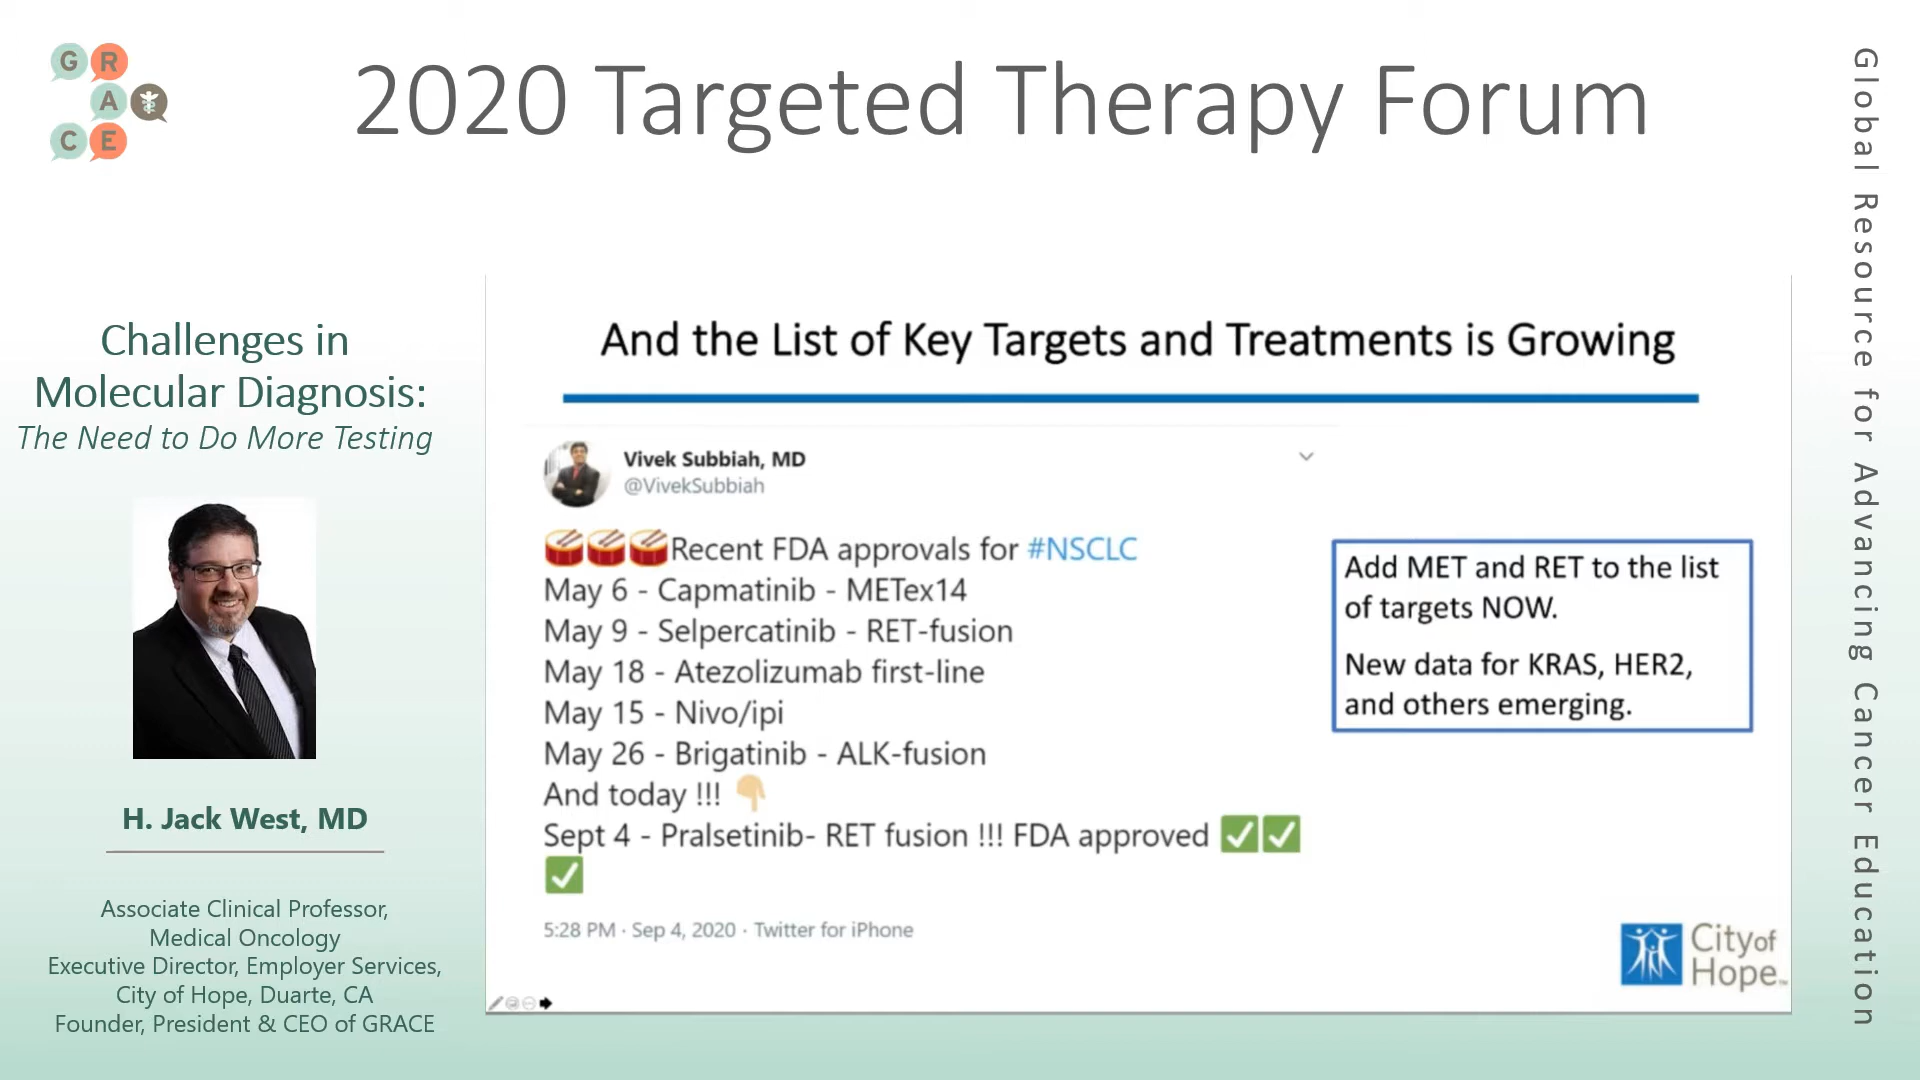 G R
A
C E
2020 Targeted Therapy Forum
Global Resource for Advancing Cancer Education
Challenges in
Molecular Diagnosis:
The Need to Do More Testing
H. Jack West, MD
Associate Clinical Professor,
Medical Oncology
Executive Director, Employer Services,
City of Hope, Duarte, CA
Founder, President & CEO of GRACE
And the List of Key Targets and Treatments is Growing
Vivek Subbiah, MD
@VivekSubbiah
🥁🥁🥁Recent FDA approvals for #NSCLC
May 6 - Capmatinib - METex14
May 9 - Selpercatinib - RET-fusion
May 18 - Atezolizumab first-line
May 15 - Nivo/ipi
May 26 - Brigatinib - ALK-fusion
And today !!! 👇🏼
Sept 4 - Pralsetinib- RET fusion !!! FDA approved ✅✅
✅
5:28 PM · Sep 4, 2020 · Twitter for iPhone
Add MET and RET to the list
of targets NOW.
New data for KRAS, HER2,
and others emerging.
City of
Hope™